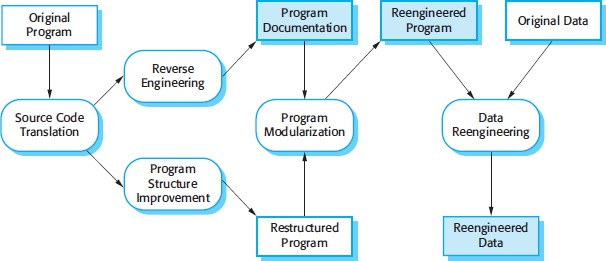 Original
Program
Program
Documentation
Reengineered
Program
Original Data
Reverse
Engineering
Source Code
Translation
Program
Modularization
Data
Reengineering
Program
Structure
Improvement
Restructured
Program
Reengineered
Data